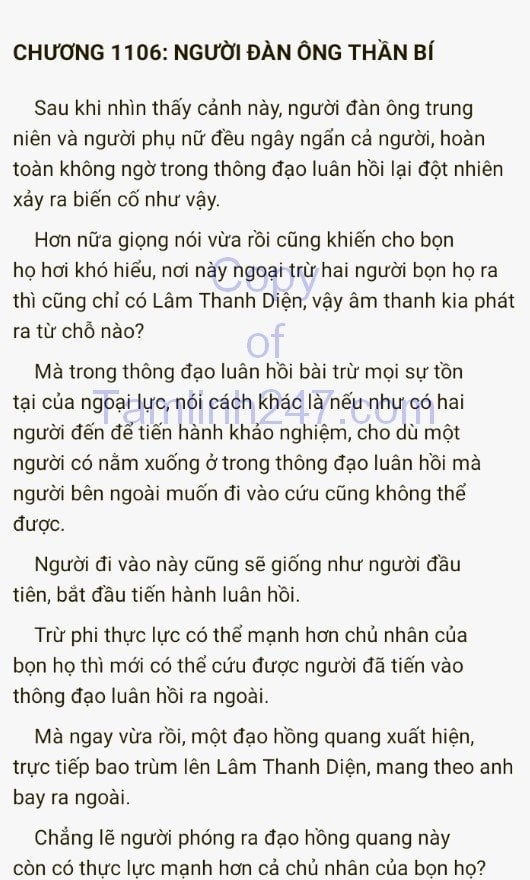 CHƯƠNG 1106: NGƯỜI ĐÀN ÔNG THẦN BÍ
Sau khi nhìn thấy cảnh này, người đàn ông trung
niên và người phụ nữ đều ngây ngẩn cả người, hoàn
toàn không ngờ trong thông đạo luân hồi lại đột nhiên
xảy ra biến cố như vậy.
Hơn nữa giọng nói vừa rồi cũng khiến cho bọn
họ hơi khó hiểu, nơi này ngoại trừ hai người bọn họ ra
thì cũng chỉ có Lâm Thanh Diện, vậy âm thanh kia phát
ra từ chỗ nào?
Mà trong thông đạo luân hồi bài trừ mọi sự tồn
tại của ngoại lực, nói cách khác là nếu như có hai
người đến để tiến hành khảo nghiệm, cho dù một
người có nằm xuống ở trong thông đạo luân hồi mà
người bên ngoài muốn đi vào cứu cũng không thể
được.
Người đi vào này cũng sẽ giống như người đầu
tiên, bắt đầu tiến hành luân hồi.
Trừ phi thực lực có thể mạnh hơn chủ nhân của
bọn họ thì mới có thể cứu được người đã tiến vào
thông đạo luân hồi ra ngoài.
Mà ngay vừa rồi, một đạo hồng quang xuất hiện,
trực tiếp bao trùm lên Lâm Thanh Diện, mang theo anh
bay ra ngoài.
Chẳng lẽ người phóng ra đạo hồng quang này
còn có thực lực mạnh hơn cả chủ nhân của bọn họ?
Copy
of
Tamlinh247.com